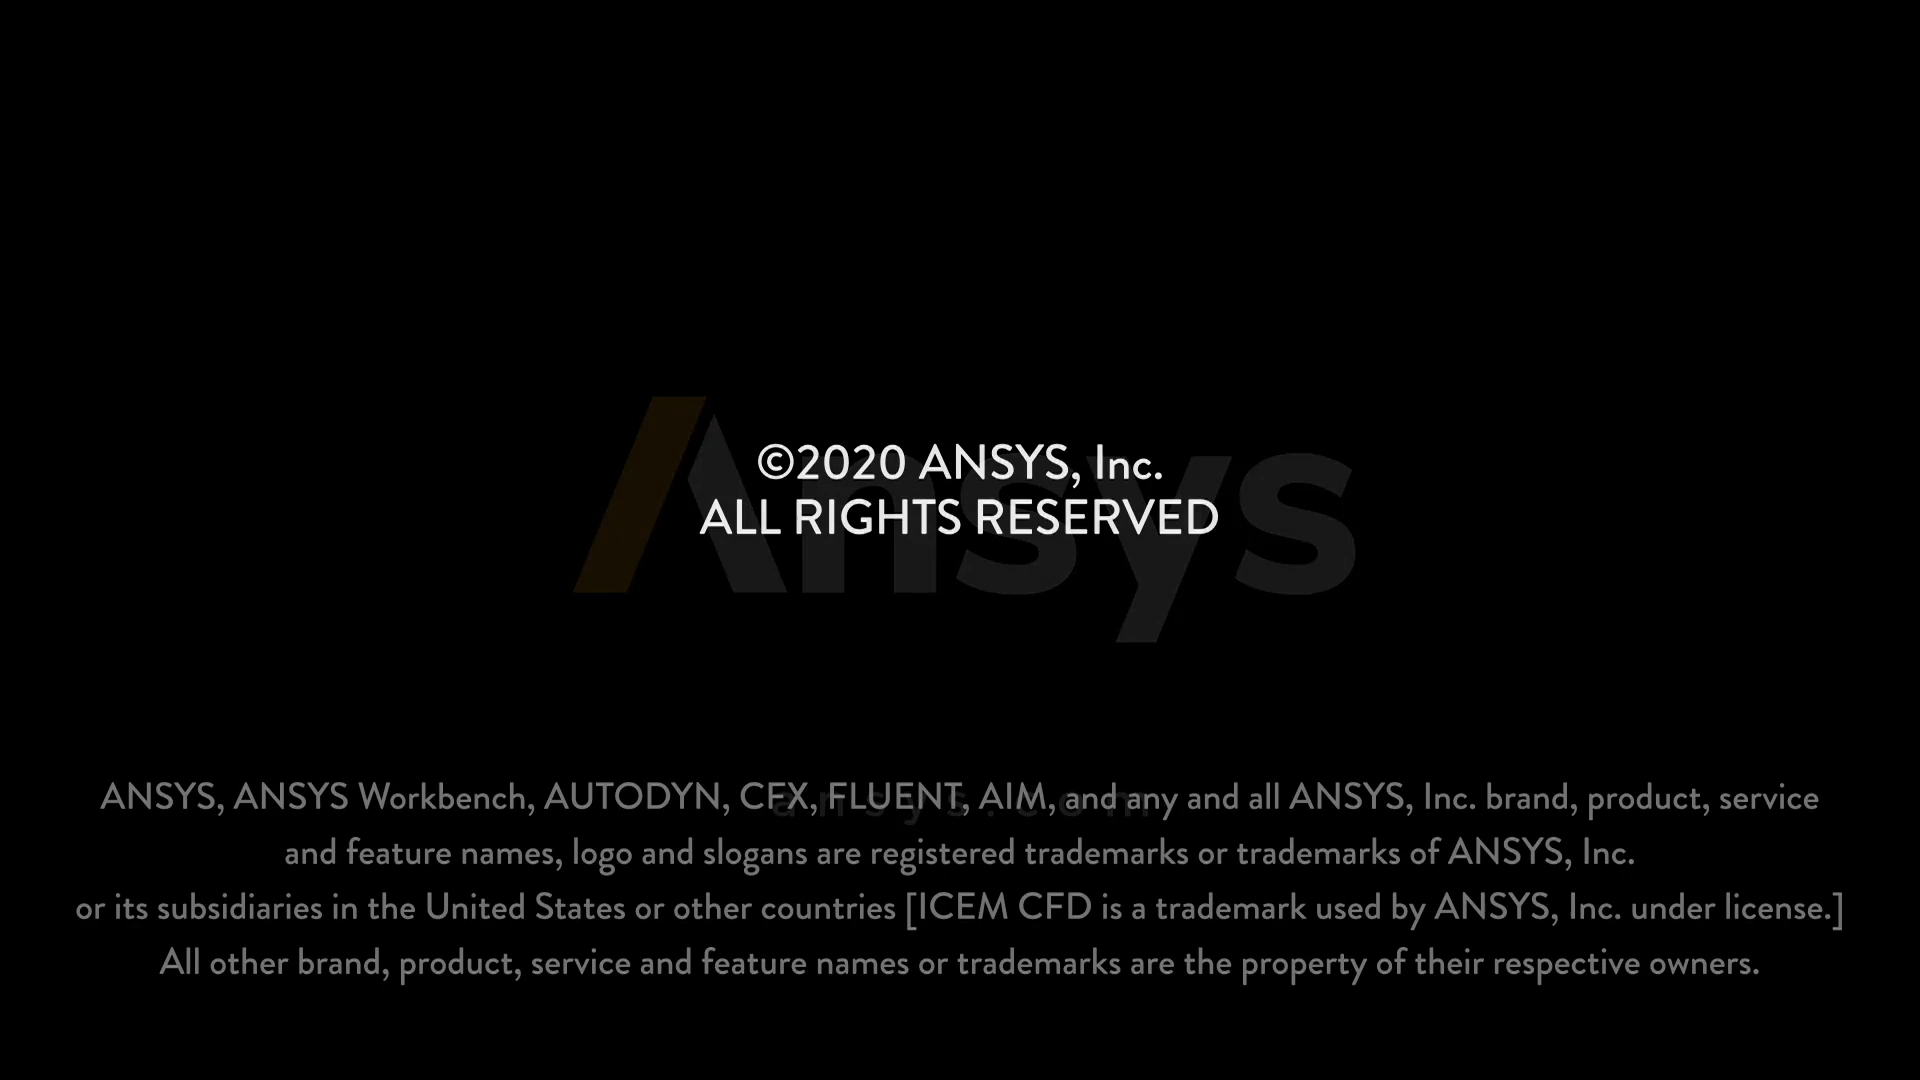 ©2020 ANSYS, Inc.
ALL RIGHTS RESERVED
Ansys
ANSYS, ANSYS Workbench, AUTODYN, CFX, FLUENT, AIM, and any and all ANSYS, Inc. brand, product, service
ansys.com
and feature names, logo and slogans are registered trademarks or trademarks of ANSYS, Inc.
or its subsidiaries in the United States or other countries [ICEM CFD is a trademark used by ANSYS, Inc. under license.]
All other brand, product, service and feature names or trademarks are the property of their respective owners.